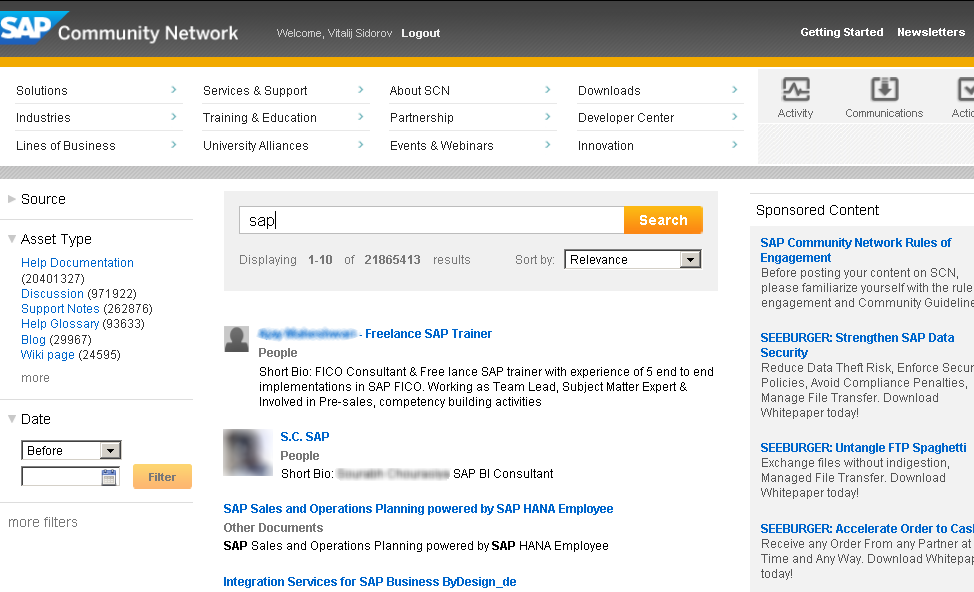 SAP Community Network
Welcome, Vitalij Sidorov Logout
Getting Started Newsletters
Solutions
Industries
Lines of Business
Services & Support
Training & Education
University Alliances
About SCN
Partnership
Events & Webinars
Downloads
Developer Center
Innovation
Activity
Communications
Source
Asset Type
Help Documentation
(20401327)
Discussion (971922)
Support Notes (262876)
Help Glossary (93633)
Blog (29967)
Wiki page (24595)
more
Date
Before
Filter
more filters
sap
Search
Displaying 1-10 of 21865413 results
Sort by: Relevance
- Freelance SAP Trainer
People
Short Bio: FICO Consultant & Free lance SAP trainer with experience of 5 end to end
implementations in SAP FICO. Working as Team Lead, Subject Matter Expert &
Involved in Pre-sales, competency building activities
S.C. SAP
People
Short Bio: SAP BI Consultant
SAP Sales and Operations Planning powered by SAP HANA Employee
Other Documents
SAP Sales and Operations Planning powered by SAP HANA Employee
Integration Services for SAP Business ByDesign_de
Sponsored Content
SAP Community Network Rules of
Engagement
Before posting your content on SCN,
please familiarize yourself with the rule
engagement and Community Guideline
SEEBURGER: Strengthen SAP Data
Security
Reduce Data Theft Risk, Enforce Secur
Policies, Avoid Compliance Penalties,
Manage File Transfer. Download
Whitepaper today!
SEEBURGER: Untangle FTP Spaghetti
Exchange files without indigestion,
Managed File Transfer. Download
Whitepaper today!
SEEBURGER: Accelerate Order to Cas
Receive any Order From any Partner at
Time and Any Way. Download Whitepap
today!